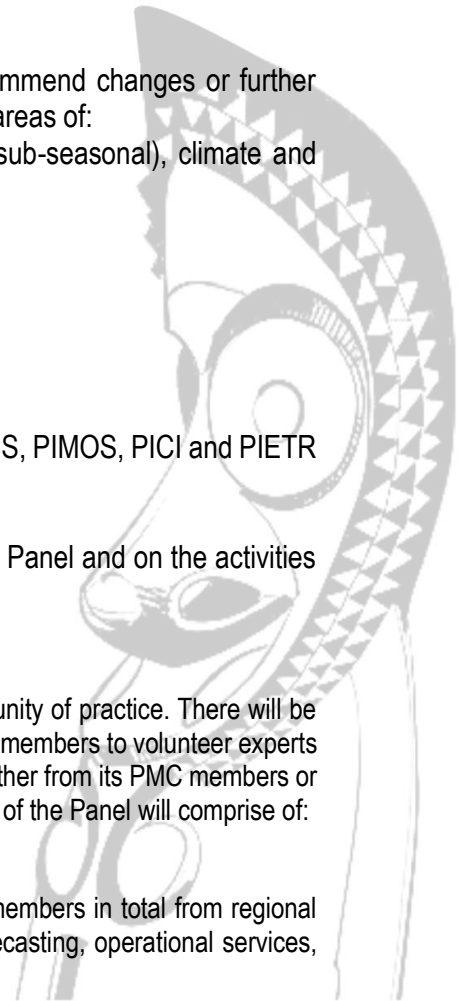 ommend changes or further
areas of:
sub-seasonal), climate and
S, PIMOS, PICI and PIETR
Panel and on the activities
unity of practice. There will be
members to volunteer experts
ther from its PMC members or
of the Panel will comprise of:
members in total from regional
ecasting, operational services,